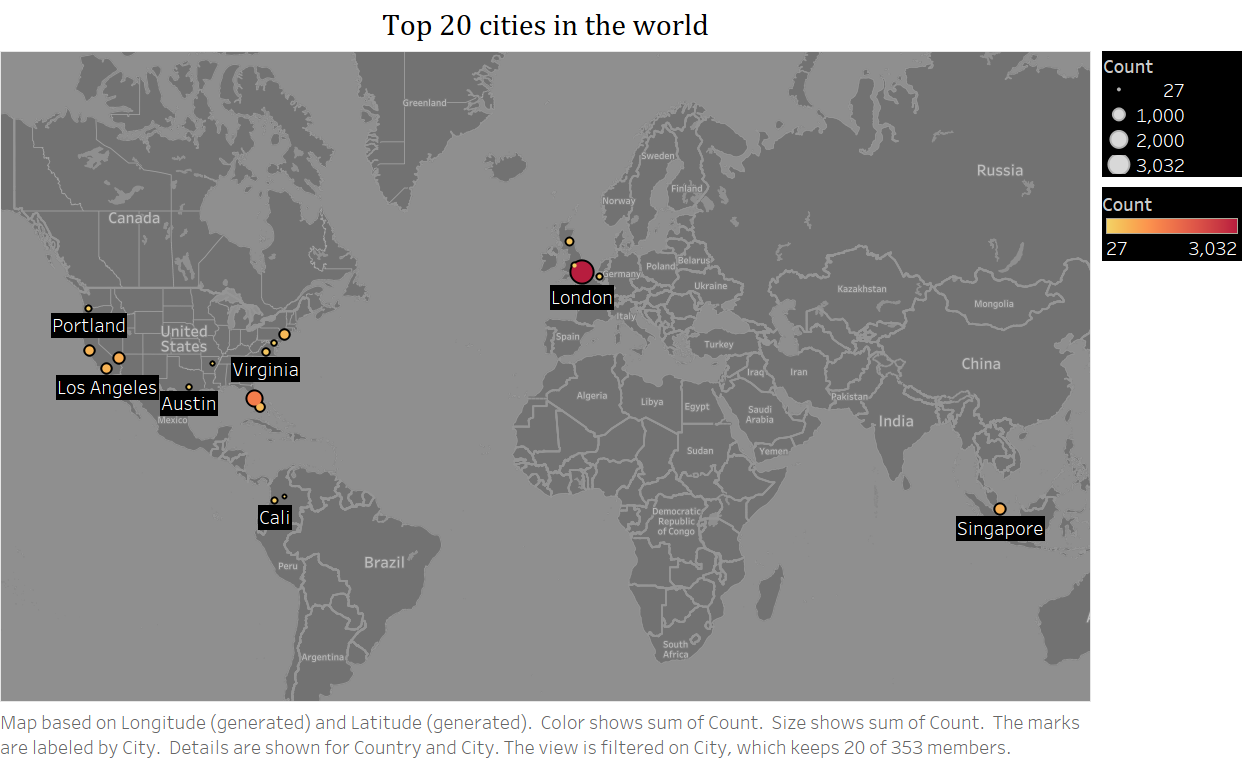 Top 20 cities in the world
Count
27
1,000
2,000
3,032
Count
27 3,032
Greenland
Russia
Sweden
Finland
Norway
Canada
Germany
Poland
Belarus
Ukraine
Kazakhstan
Mongolia
London
Italy
Spain
Turkey
Portland
United
States
Virginia
China
Iraq
Iran
Los Angeles
Austin
Mexico
Algeria
Libya
Egypt
Saudi
Arabia
Pakistan
India
Sudan
Yemen
Cali
Democratic
Republic
of Congo
Singapore
Peru
Brazil
South
Africa
Argentina
Map based on Longitude (generated) and Latitude (generated).  Color shows sum of Count.  Size shows sum of Count.  The marks
are labeled by City.  Details are shown for Country and City. The view is filtered on City, which keeps 20 of 353 members.